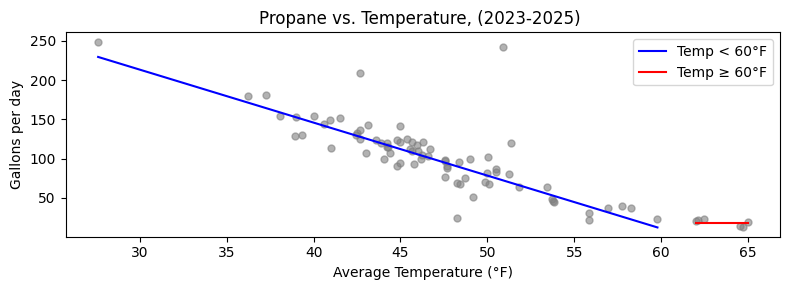 Propane vs. Temperature, (2023-2025)
Gallons per day
250
200
150
100
50
Temp < 60°F
Temp ≥ 60°F
30 35 40 45 50 55 60 65
Average Temperature (°F)